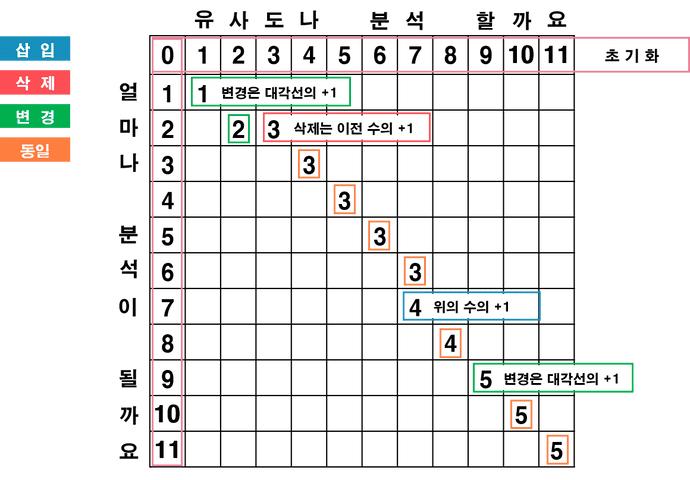 유 사 도 나 분 석 할 까 요
삽 입
삭 제
변 경
동일
0 1 2 3 4 5 6 7 8 9 10 11 초 기 화
얼 1 1 변경은 대각선의 +1
마 2 2 3 삭제는 이전 수의 +1
나 3 3
4 3
분 5 3
석 6 3
이 7 4 위의 수의 +1
8 4
될 9 5 변경은 대각선의 +1
까 10 5
요 11 5